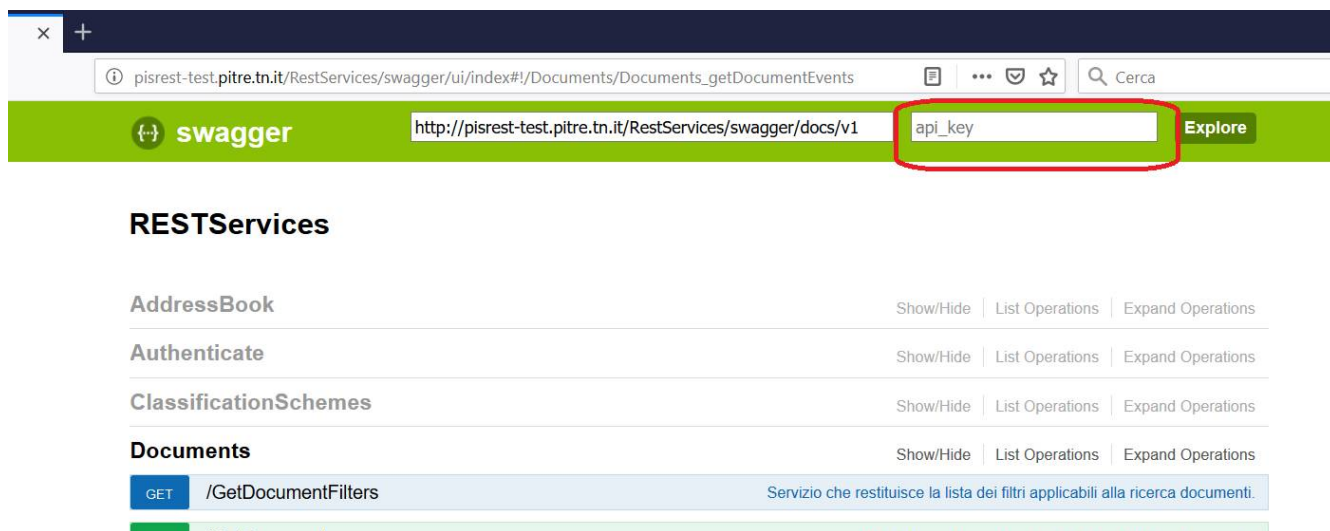 pisrest-test.pitre.tn.it/RestServices/swagger/ui/index#!/Documents/Documents_getDocumentEvents Cerca
swagger http://pisrest-test.pitre.tn.it/RestServices/swagger/docs/v1 api_key Explore
RESTServices
AddressBook Show/Hide List Operations Expand Operations
Authenticate Show/Hide List Operations Expand Operations
ClassificationSchemes Show/Hide List Operations Expand Operations
Documents Show/Hide List Operations Expand Operations
GET /GetDocumentFilters Servizio che restituisce la lista dei filtri applicabili alla ricerca documenti.